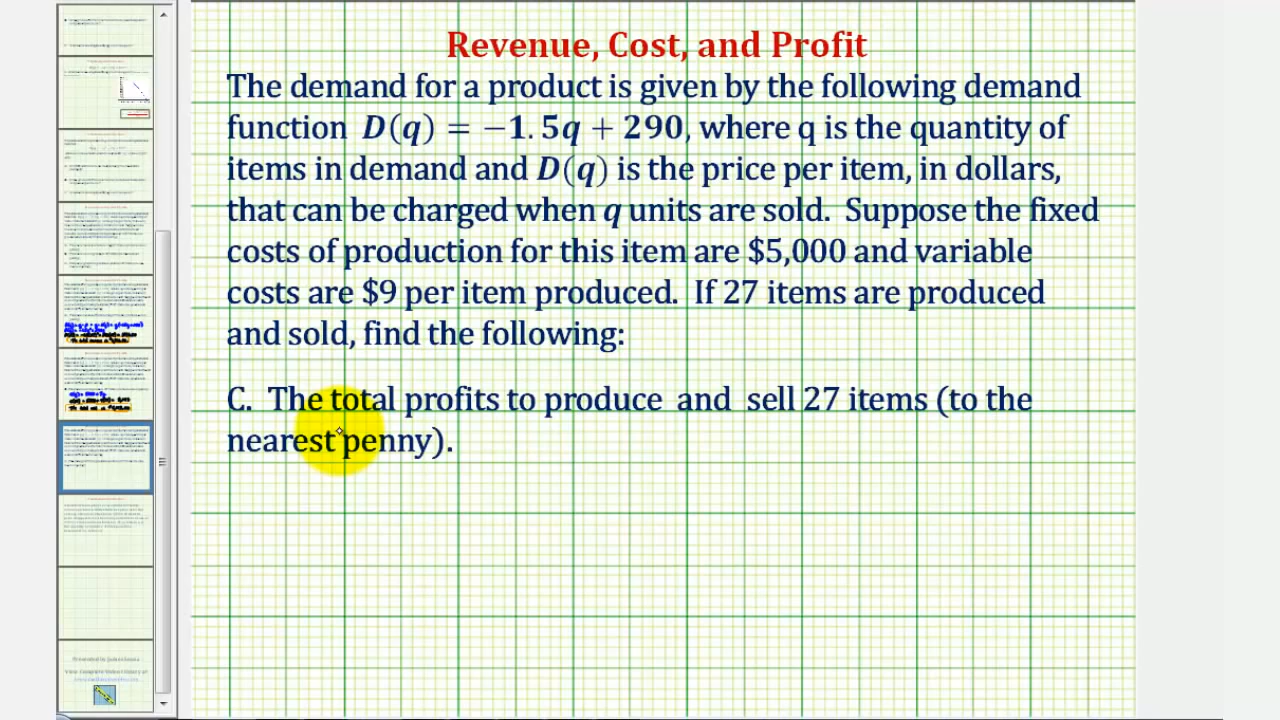 Revenue, Cost, and Profit
The demand for a product is given by the following demand
function D(q) = −1.5q + 290, where q is the quantity of
items in demand and D(q) is the price per item, in dollars,
that can be charged when q units are sold. Suppose the fixed
costs of production for this item are $5,000 and variable
costs are $9 per item produced. If 27 items are produced
and sold, find the following:
C. The total profits to produce and sell 27 items (to the
nearest penny).